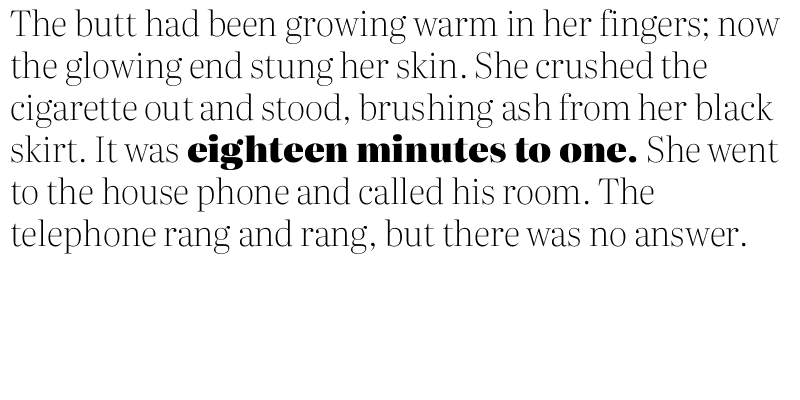 The butt had been growing warm in her fingers; now
the glowing end stung her skin. She crushed the
cigarette out and stood, brushing ash from her black
skirt. It was eighteen minutes to one. She went
to the house phone and called his room. The
telephone rang and rang, but there was no answer.